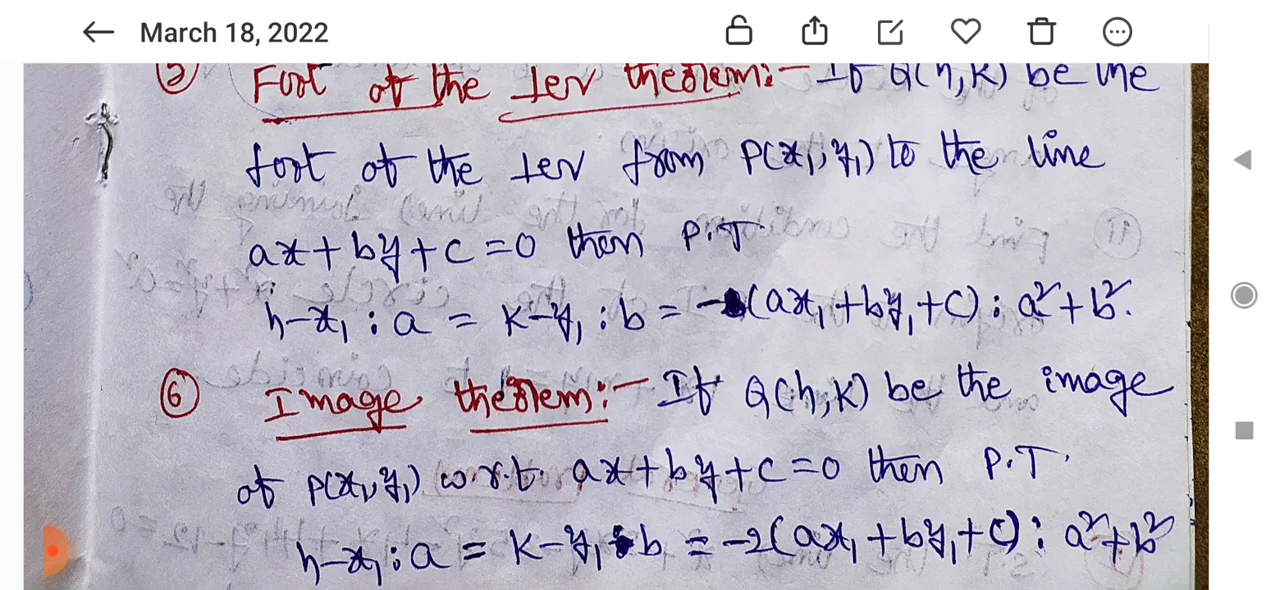 March 18, 2022
5 Foot of the ter theorem:- If Q(h,k) be the
foot of the ter from P(x₁,y₁) to the line
ax+by+c=0 then P.T.
h-x₁:a = k-y₁:b = -(ax₁+by₁+c): a²+b².
6 Image theorem:- If Q(h,k) be the image
of P(x₁,y₁) w.r.t. ax+by+c=0 then P.T.
h-x₁:a = k-y₁:b = -2(ax₁+by₁+c): a²+b²